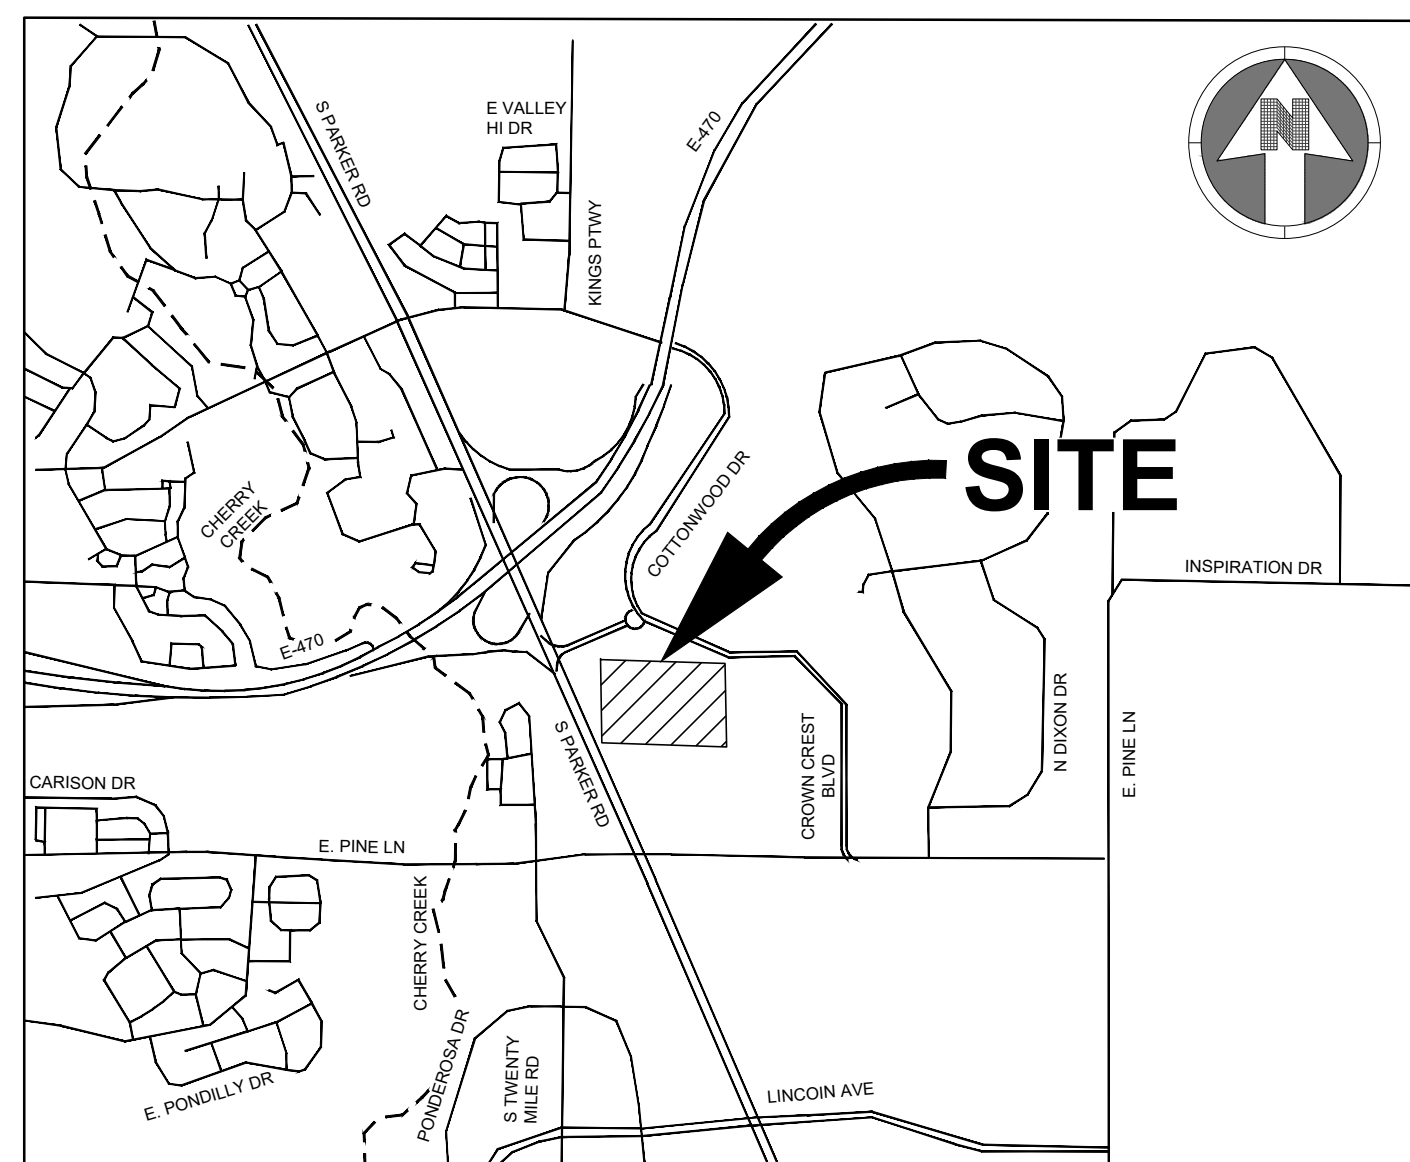 S PARKER RD
E VALLEY
HI DR
E-470
N
KINGS PTWY
SITE
COTTONWOOD DR
CHERRY
CREEK
INSPIRATION DR
E-470
N DIXON DR
E. PINE LN
S PARKER RD
CROWN CREST
BLVD
CARISON DR
E. PINE LN
CHERRY CREEK
PONDEROSA DR
S TWENTY
MILE RD
E. PONDILLY DR
LINCOIN AVE